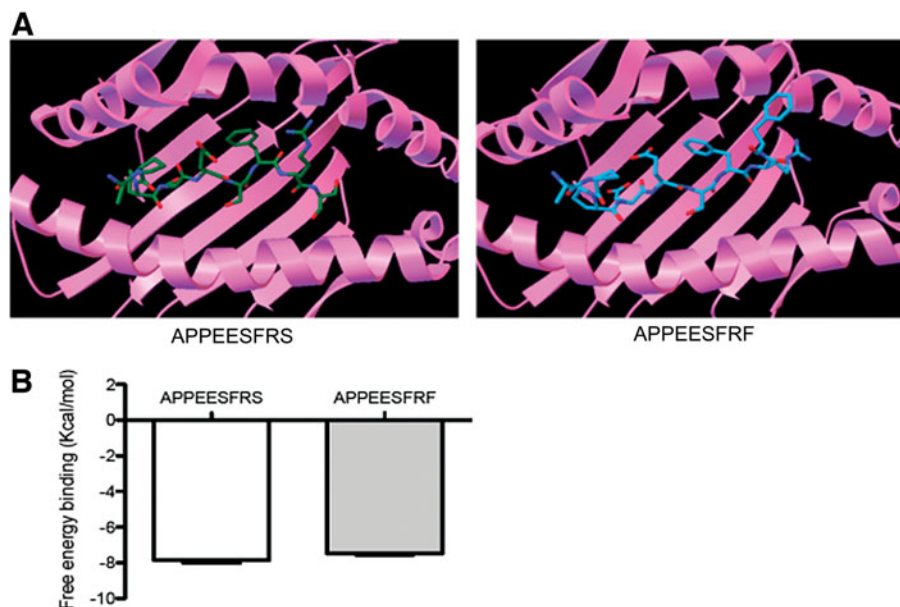 A
APPEESFRS
APPEESFRF
B
Free energy binding (Kcal/mol)
APPEESFRS
APPEESFRF
2
0
-2
-4
-6
-8
-10